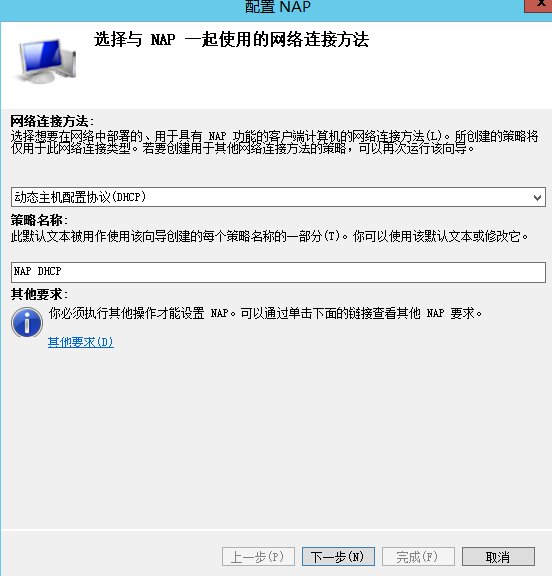 配置 NAP
x
选择与 NAP 一起使用的网络连接方法
网络连接方法:
选择想要在网络中部署的、用于具有 NAP 功能的客户端计算机的网络连接方法(L)。所创建的策略将
仅用于此网络连接类型。若要创建用于其他网络连接方法的策略，可以再次运行该向导。
动态主机配置协议(DHCP)
策略名称:
此默认文本被用作使用该向导创建的每个策略名称的一部分(T)。你可以使用该默认文本或修改它。
NAP DHCP
其他要求:
你必须执行其他操作才能设置 NAP。可以通过单击下面的链接查看其他 NAP 要求。
其他要求(D)
上一步(P) 下一步(N) 完成(F) 取消